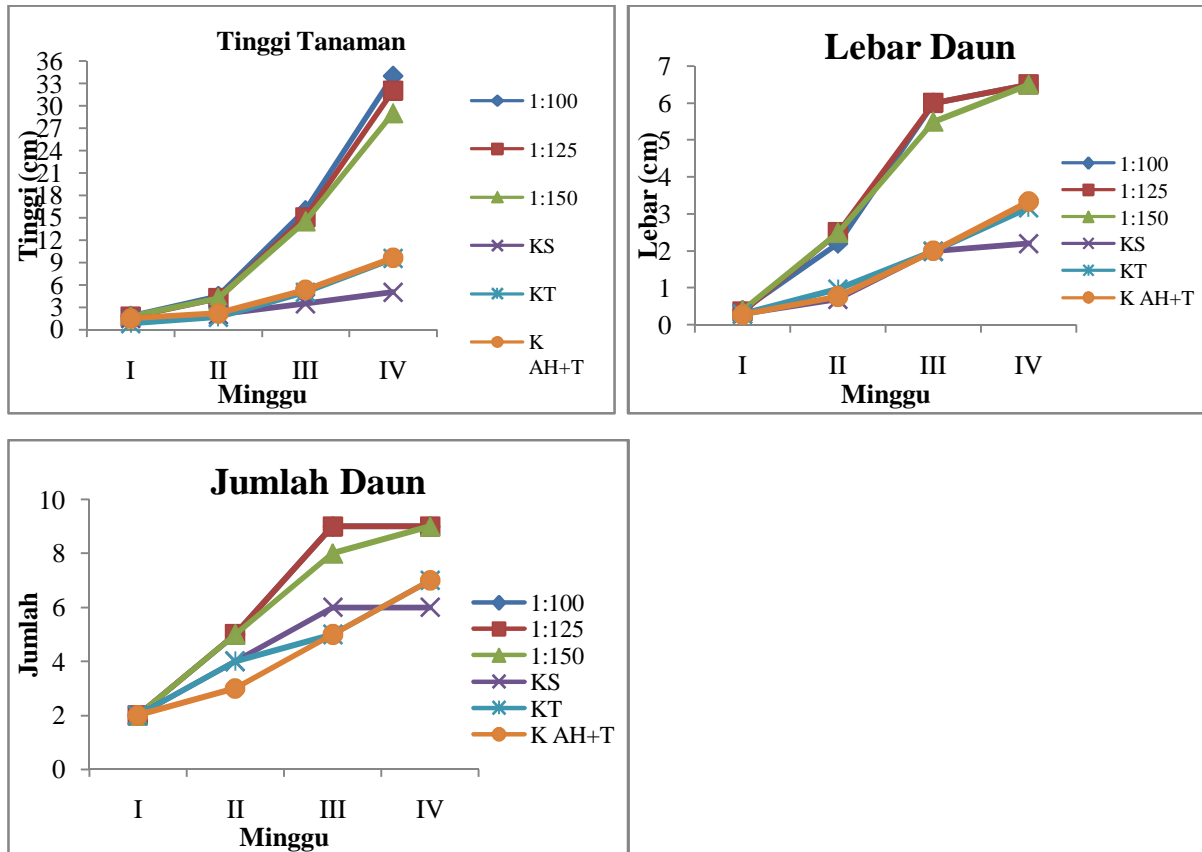 Tinggi Tanaman
Tinggi (cm)
36
33
30
27
24
21
18
15
12
9
6
3
0
I II III IV
Minggu
1:100
1:125
1:150
KS
KT
K
AH+T
Lebar Daun
Lebar (cm)
7
6
5
4
3
2
1
0
I II III IV
Minggu
1:100
1:125
1:150
KS
KT
K AH+T
Jumlah Daun
Jumlah
10
8
6
4
2
0
I II III IV
Minggu
1:100
1:125
1:150
KS
KT
K AH+T